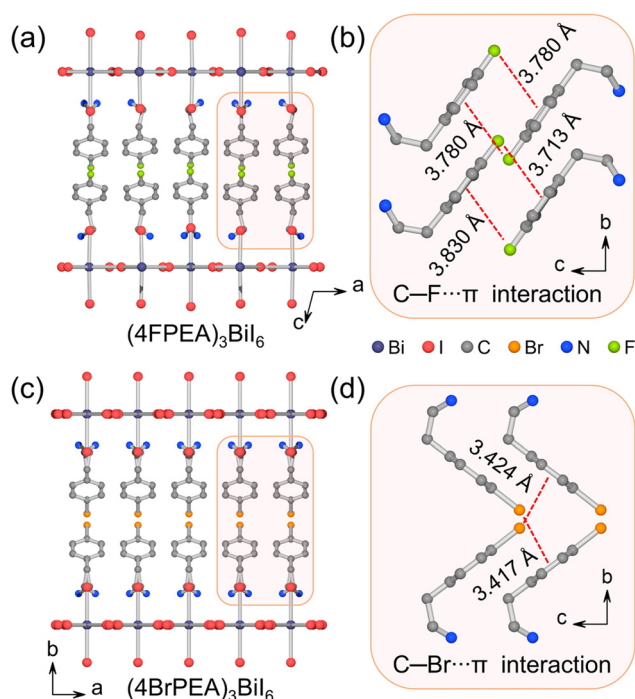 (a)
a
c
(4FPEA)₃BiI₆
(b)
3.780 Å
3.780 Å
3.713 Å
3.830 Å
b
c
C—F···π interaction
Bi I C Br N F
(c)
b
a
(4BrPEA)₃BiI₆
(d)
3.424 Å
3.417 Å
b
c
C—Br···π interaction